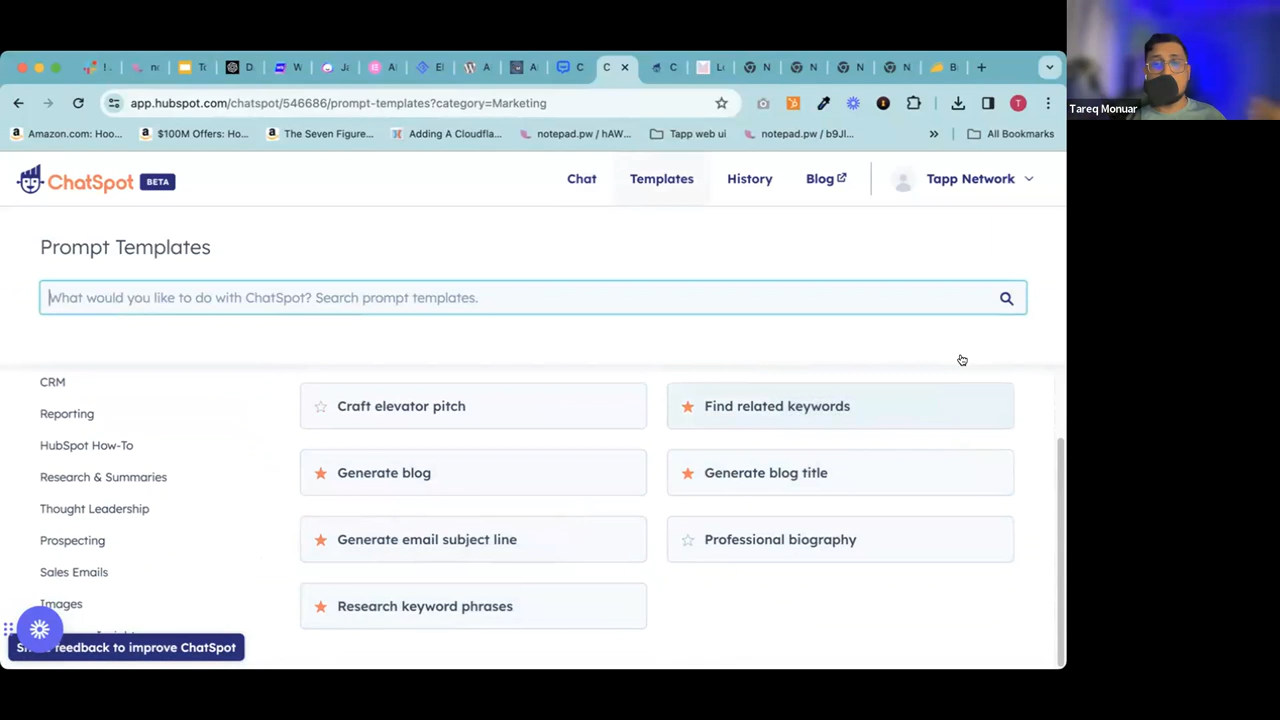 Tareq Monuar
app.hubspot.com/chatspot/546686/prompt-templates?category=Marketing
Amazon.com: Hoo...
$100M Offers: Ho...
The Seven Figure...
Adding A Cloudfla...
notepad.pw / hAW...
Tapp web ui
notepad.pw / b9Jl...
All Bookmarks
ChatSpot BETA
Chat
Templates
History
Blog
Tapp Network
Prompt Templates
What would you like to do with ChatSpot? Search prompt templates.
CRM
Reporting
HubSpot How-To
Research & Summaries
Thought Leadership
Prospecting
Sales Emails
Images
Craft elevator pitch
Find related keywords
Generate blog
Generate blog title
Generate email subject line
Professional biography
Research keyword phrases
feedback to improve ChatSpot